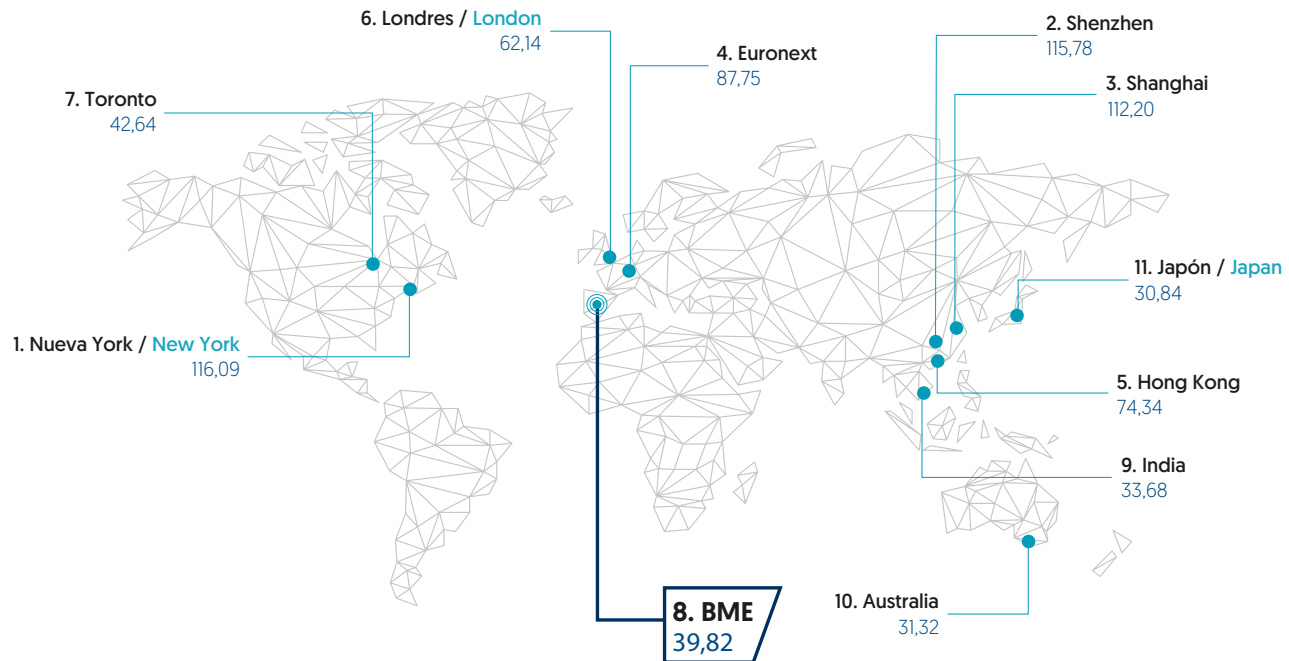 6. Londres / London
62,14
2. Shenzhen
115,78
4. Euronext
87,75
3. Shanghai
112,20
7. Toronto
42,64
11. Japón / Japan
30,84
1. Nueva York / New York
116,09
5. Hong Kong
74,34
9. India
33,68
8. BME
39,82
10. Australia
31,32